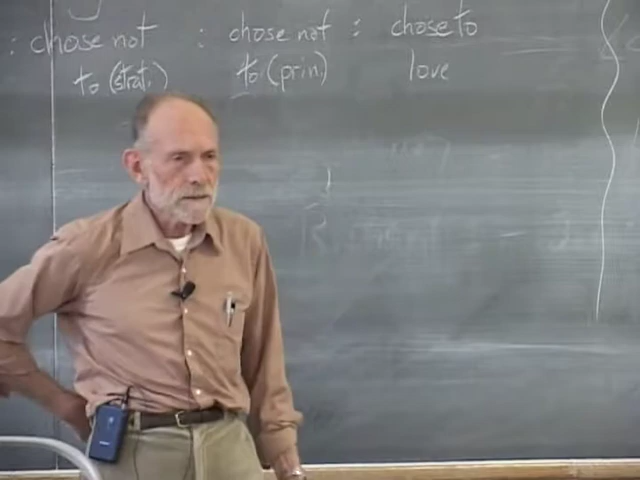 : chose not : chose not : chose to
to (strat.) to (prin.) love